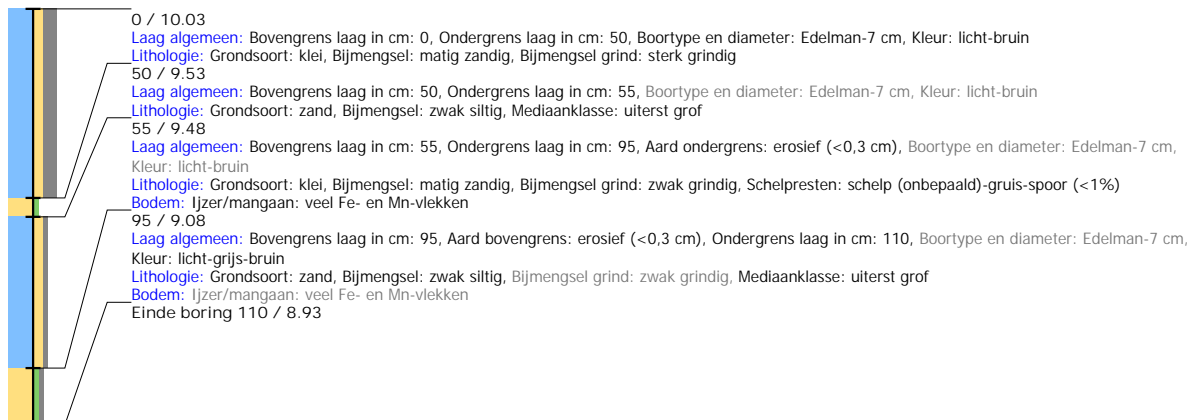 0 / 10.03
Laag algemeen: Bovengrens laag in cm: 0, Ondergrens laag in cm: 50, Boortype en diameter: Edelman-7 cm, Kleur: licht-bruin
Lithologie: Grondsoort: klei, Bijmengsel: matig zandig, Bijmengsel grind: sterk grindig
50 / 9.53
Laag algemeen: Bovengrens laag in cm: 50, Ondergrens laag in cm: 55, Boortype en diameter: Edelman-7 cm, Kleur: licht-bruin
Lithologie: Grondsoort: zand, Bijmengsel: zwak siltig, Mediaanklasse: uiterst grof
55 / 9.48
Laag algemeen: Bovengrens laag in cm: 55, Ondergrens laag in cm: 95, Aard ondergrens: erosief (<0,3 cm), Boortype en diameter: Edelman-7 cm,
Kleur: licht-bruin
Lithologie: Grondsoort: klei, Bijmengsel: matig zandig, Bijmengsel grind: zwak grindig, Schelpresten: schelp (onbepaald)-gruis-spoor (<1%)
Bodem: Ijzer/mangaan: veel Fe- en Mn-vlekken
95 / 9.08
Laag algemeen: Bovengrens laag in cm: 95, Aard bovengrens: erosief (<0,3 cm), Ondergrens laag in cm: 110, Boortype en diameter: Edelman-7 cm,
Kleur: licht-grijs-bruin
Lithologie: Grondsoort: zand, Bijmengsel: zwak siltig, Bijmengsel grind: zwak grindig, Mediaanklasse: uiterst grof
Bodem: Ijzer/mangaan: veel Fe- en Mn-vlekken
Einde boring 110 / 8.93